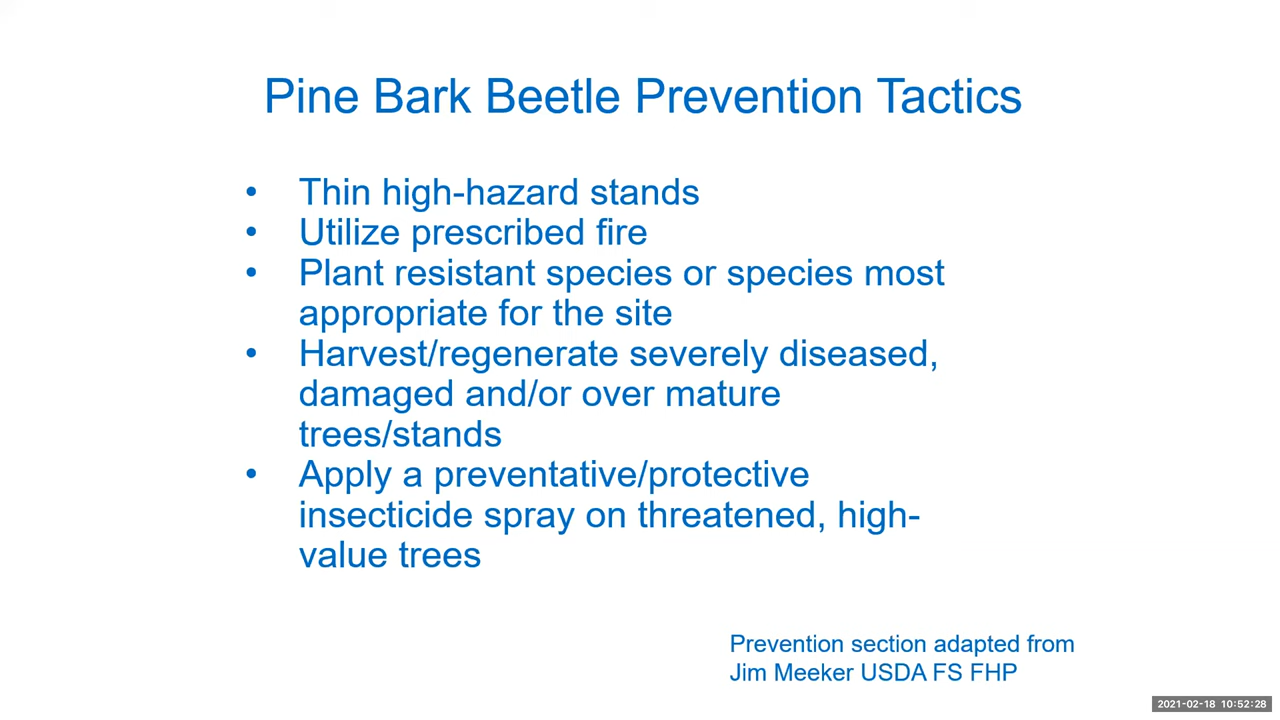 Pine Bark Beetle Prevention Tactics
• Thin high-hazard stands
• Utilize prescribed fire
• Plant resistant species or species most
appropriate for the site
• Harvest/regenerate severely diseased,
damaged and/or over mature
trees/stands
• Apply a preventative/protective
insecticide spray on threatened, high-
value trees
Prevention section adapted from
Jim Meeker USDA FS FHP
2021-02-18 10:52:28